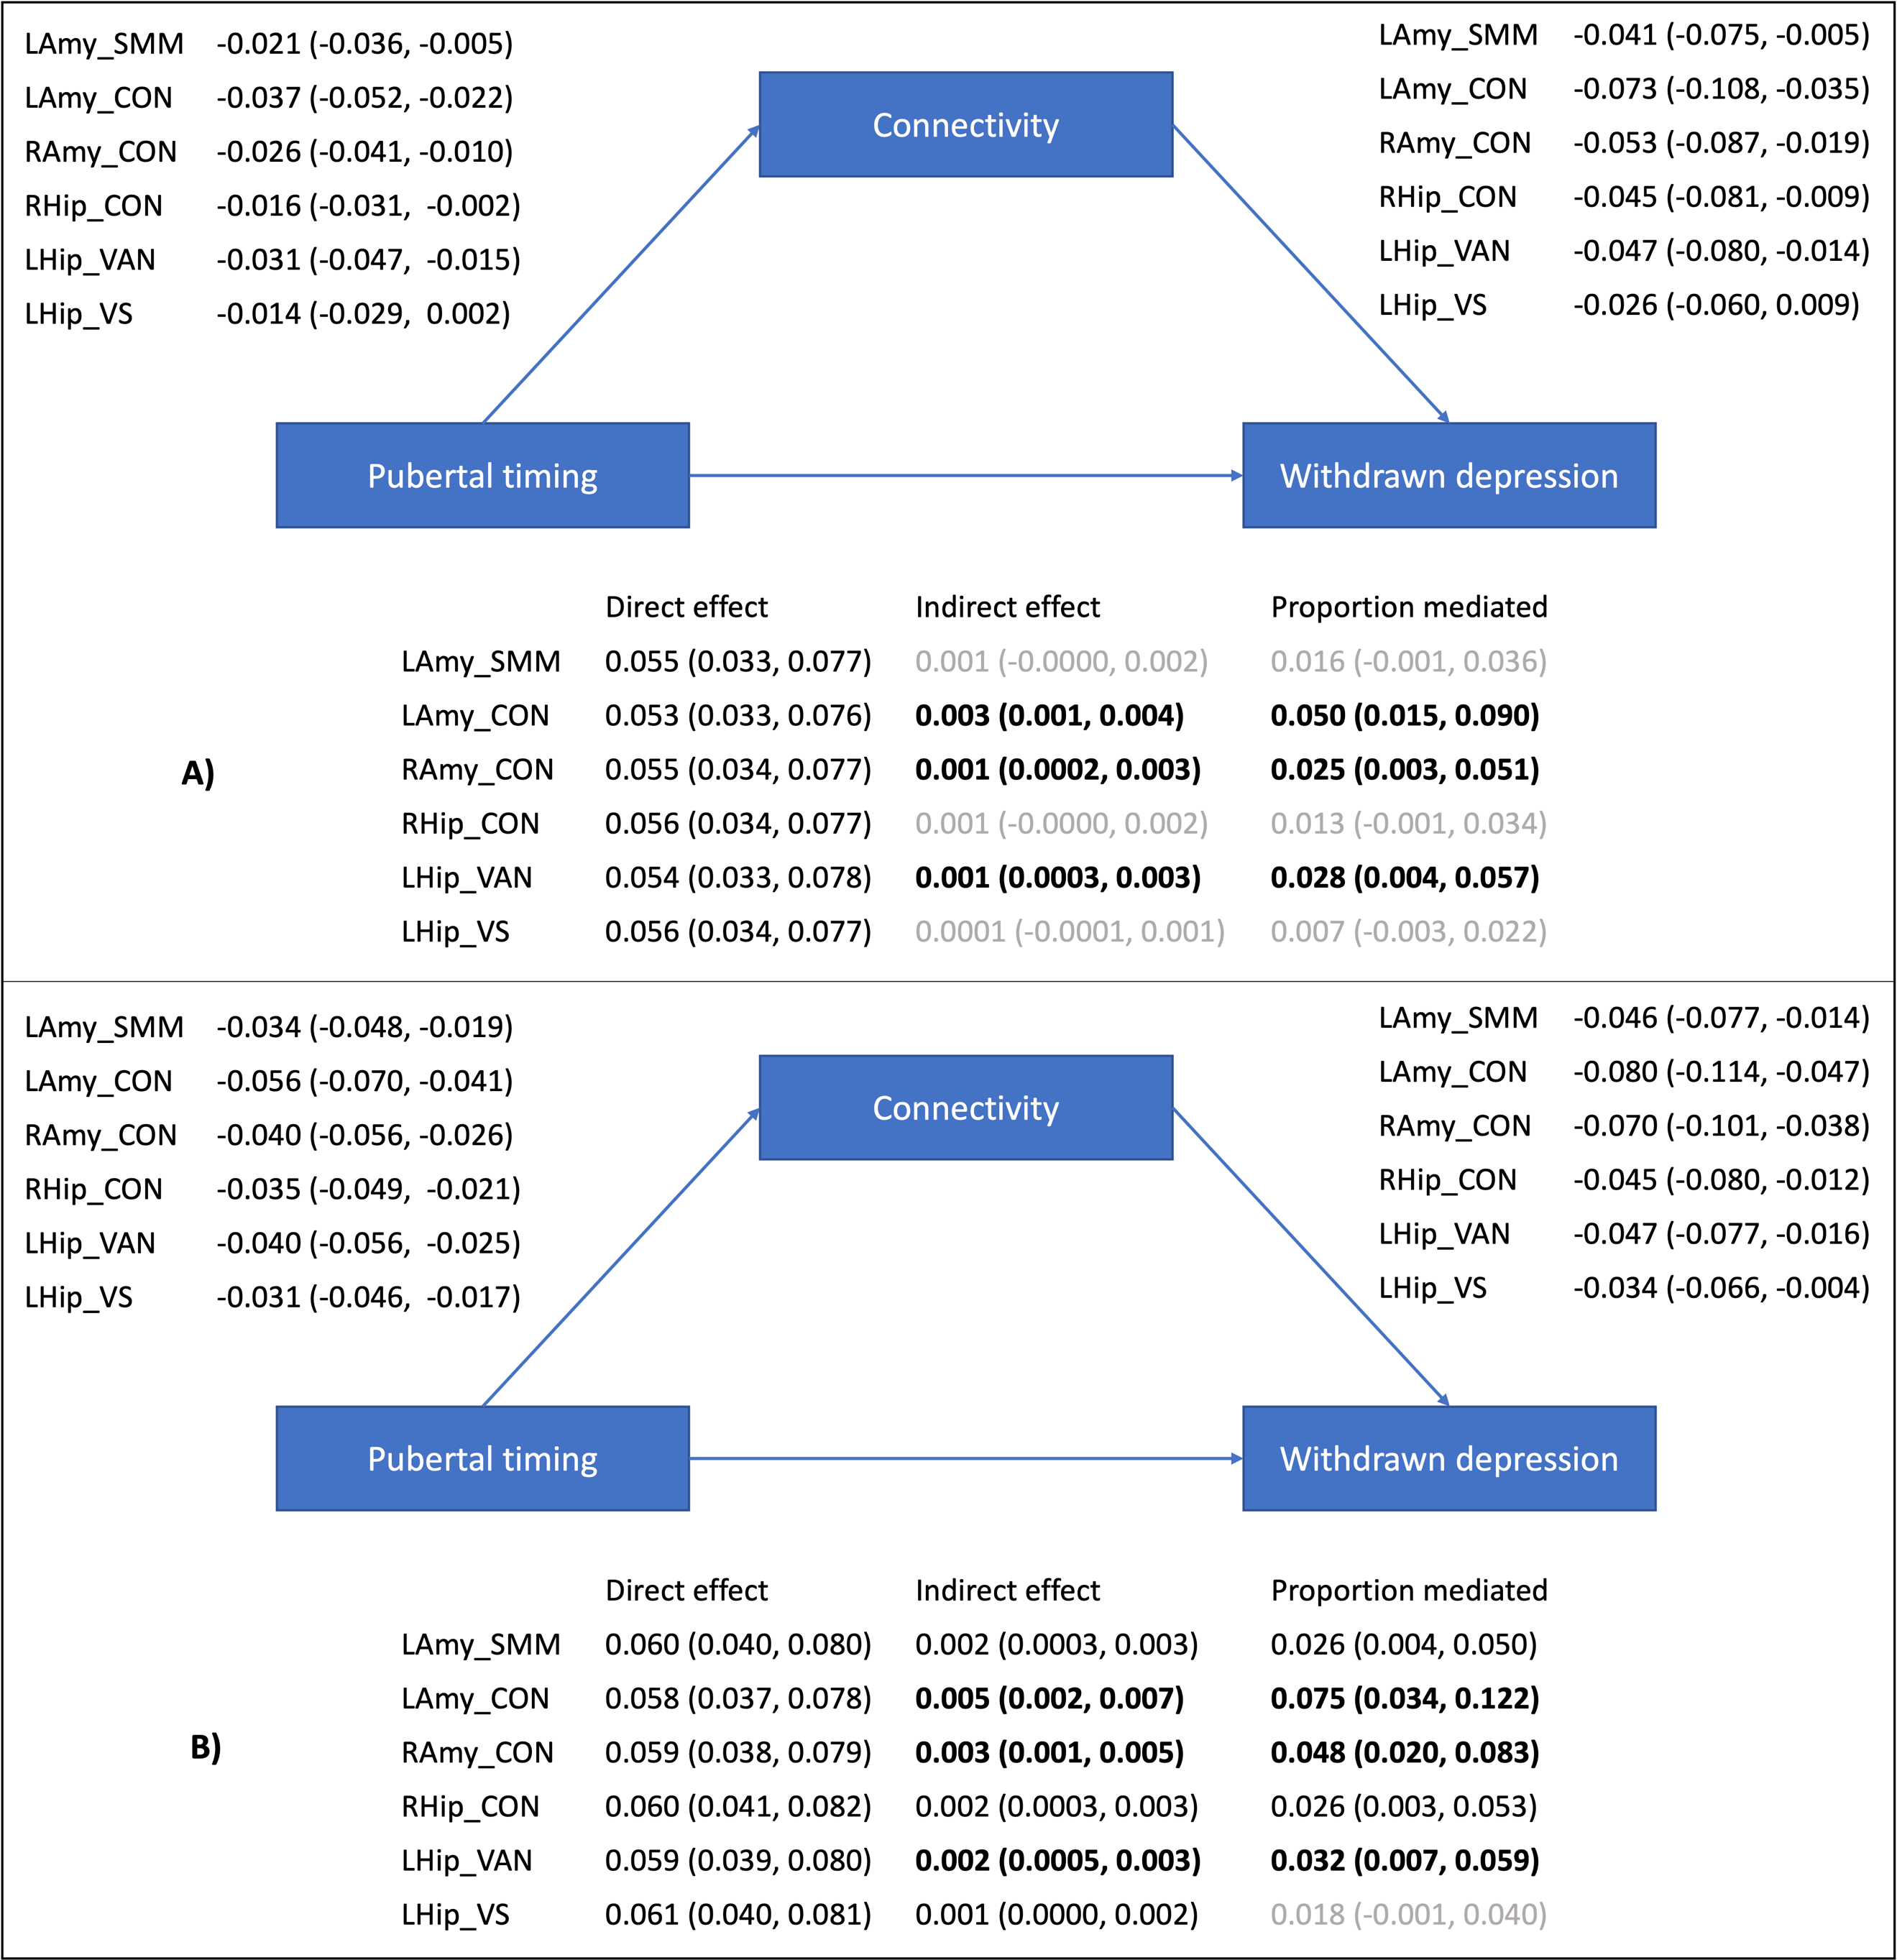 LAmy_SMM -0.021 (-0.036, -0.005)
LAmy_CON -0.037 (-0.052, -0.022)
RAmy_CON -0.026 (-0.041, -0.010)
RHip_CON -0.016 (-0.031, -0.002)
LHip_VAN -0.031 (-0.047, -0.015)
LHip_VS -0.014 (-0.029, 0.002)
Connectivity
LAmy_SMM -0.041 (-0.075, -0.005)
LAmy_CON -0.073 (-0.108, -0.035)
RAmy_CON -0.053 (-0.087, -0.019)
RHip_CON -0.045 (-0.081, -0.009)
LHip_VAN -0.047 (-0.080, -0.014)
LHip_VS -0.026 (-0.060, 0.009)
Pubertal timing
Withdrawn depression
Direct effect Indirect effect Proportion mediated
LAmy_SMM 0.055 (0.033, 0.077) 0.001 (-0.0000, 0.002) 0.016 (-0.001, 0.036)
LAmy_CON 0.053 (0.033, 0.076) 0.003 (0.001, 0.004) 0.050 (0.015, 0.090)
RAmy_CON 0.055 (0.034, 0.077) 0.001 (0.0002, 0.003) 0.025 (0.003, 0.051)
A)
RHip_CON 0.056 (0.034, 0.077) 0.001 (-0.0000, 0.002) 0.013 (-0.001, 0.034)
LHip_VAN 0.054 (0.033, 0.078) 0.001 (0.0003, 0.003) 0.028 (0.004, 0.057)
LHip_VS 0.056 (0.034, 0.077) 0.0001 (-0.0001, 0.001) 0.007 (-0.003, 0.022)
LAmy_SMM -0.034 (-0.048, -0.019)
LAmy_CON -0.056 (-0.070, -0.041)
RAmy_CON -0.040 (-0.056, -0.026)
RHip_CON -0.035 (-0.049, -0.021)
LHip_VAN -0.040 (-0.056, -0.025)
LHip_VS -0.031 (-0.046, -0.017)
Connectivity
LAmy_SMM -0.046 (-0.077, -0.014)
LAmy_CON -0.080 (-0.114, -0.047)
RAmy_CON -0.070 (-0.101, -0.038)
RHip_CON -0.045 (-0.080, -0.012)
LHip_VAN -0.047 (-0.077, -0.016)
LHip_VS -0.034 (-0.066, -0.004)
Pubertal timing
Withdrawn depression
Direct effect Indirect effect Proportion mediated
LAmy_SMM 0.060 (0.040, 0.080) 0.002 (0.0003, 0.003) 0.026 (0.004, 0.050)
LAmy_CON 0.058 (0.037, 0.078) 0.005 (0.002, 0.007) 0.075 (0.034, 0.122)
B)
RAmy_CON 0.059 (0.038, 0.079) 0.003 (0.001, 0.005) 0.048 (0.020, 0.083)
RHip_CON 0.060 (0.041, 0.082) 0.002 (0.0003, 0.003) 0.026 (0.003, 0.053)
LHip_VAN 0.059 (0.039, 0.080) 0.002 (0.0005, 0.003) 0.032 (0.007, 0.059)
LHip_VS 0.061 (0.040, 0.081) 0.001 (0.0000, 0.002) 0.018 (-0.001, 0.040)